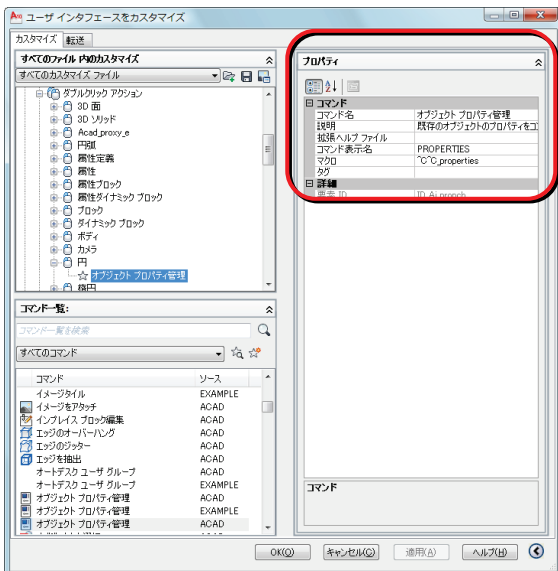 ユーザ インタフェースをカスタマイズ
カスタマイズ 転送
すべてのファイル 内のカスタマイズ
すべてのカスタマイズ ファイル
ダブルクリック アクション
3D 面
3D ソリッド
Acad_proxy_e
円弧
属性定義
属性
属性ブロック
属性ダイナミック ブロック
ブロック
ダイナミック ブロック
ボディ
カメラ
円
オブジェクト プロパティ管理
楕円
コマンド一覧:
コマンド一覧を検索
すべてのコマンド
コマンド ソース
イメージタイル EXAMPLE
イメージをアタッチ ACAD
インプレイス ブロック編集 ACAD
エッジのオーバーハング ACAD
エッジのジッター ACAD
エッジを抽出 ACAD
オートデスク ユーザ グループ ACAD
オートデスク ユーザ グループ EXAMPLE
オブジェクト プロパティ管理 EXAMPLE
オブジェクト プロパティ管理 ACAD
オブジェクト プロパティ管理 ACAD
プロパティ
コマンド
コマンド名 オブジェクト プロパティ管理
説明 既存のオブジェクトのプロパティをコ
拡張ヘルプ ファイル
コマンド表示名 PROPERTIES
マクロ ^C^C_properties
タグ
詳細
要素 ID ID_Ai_propch
コマンド
OK(O) キャンセル(C) 適用(A) ヘルプ(H)